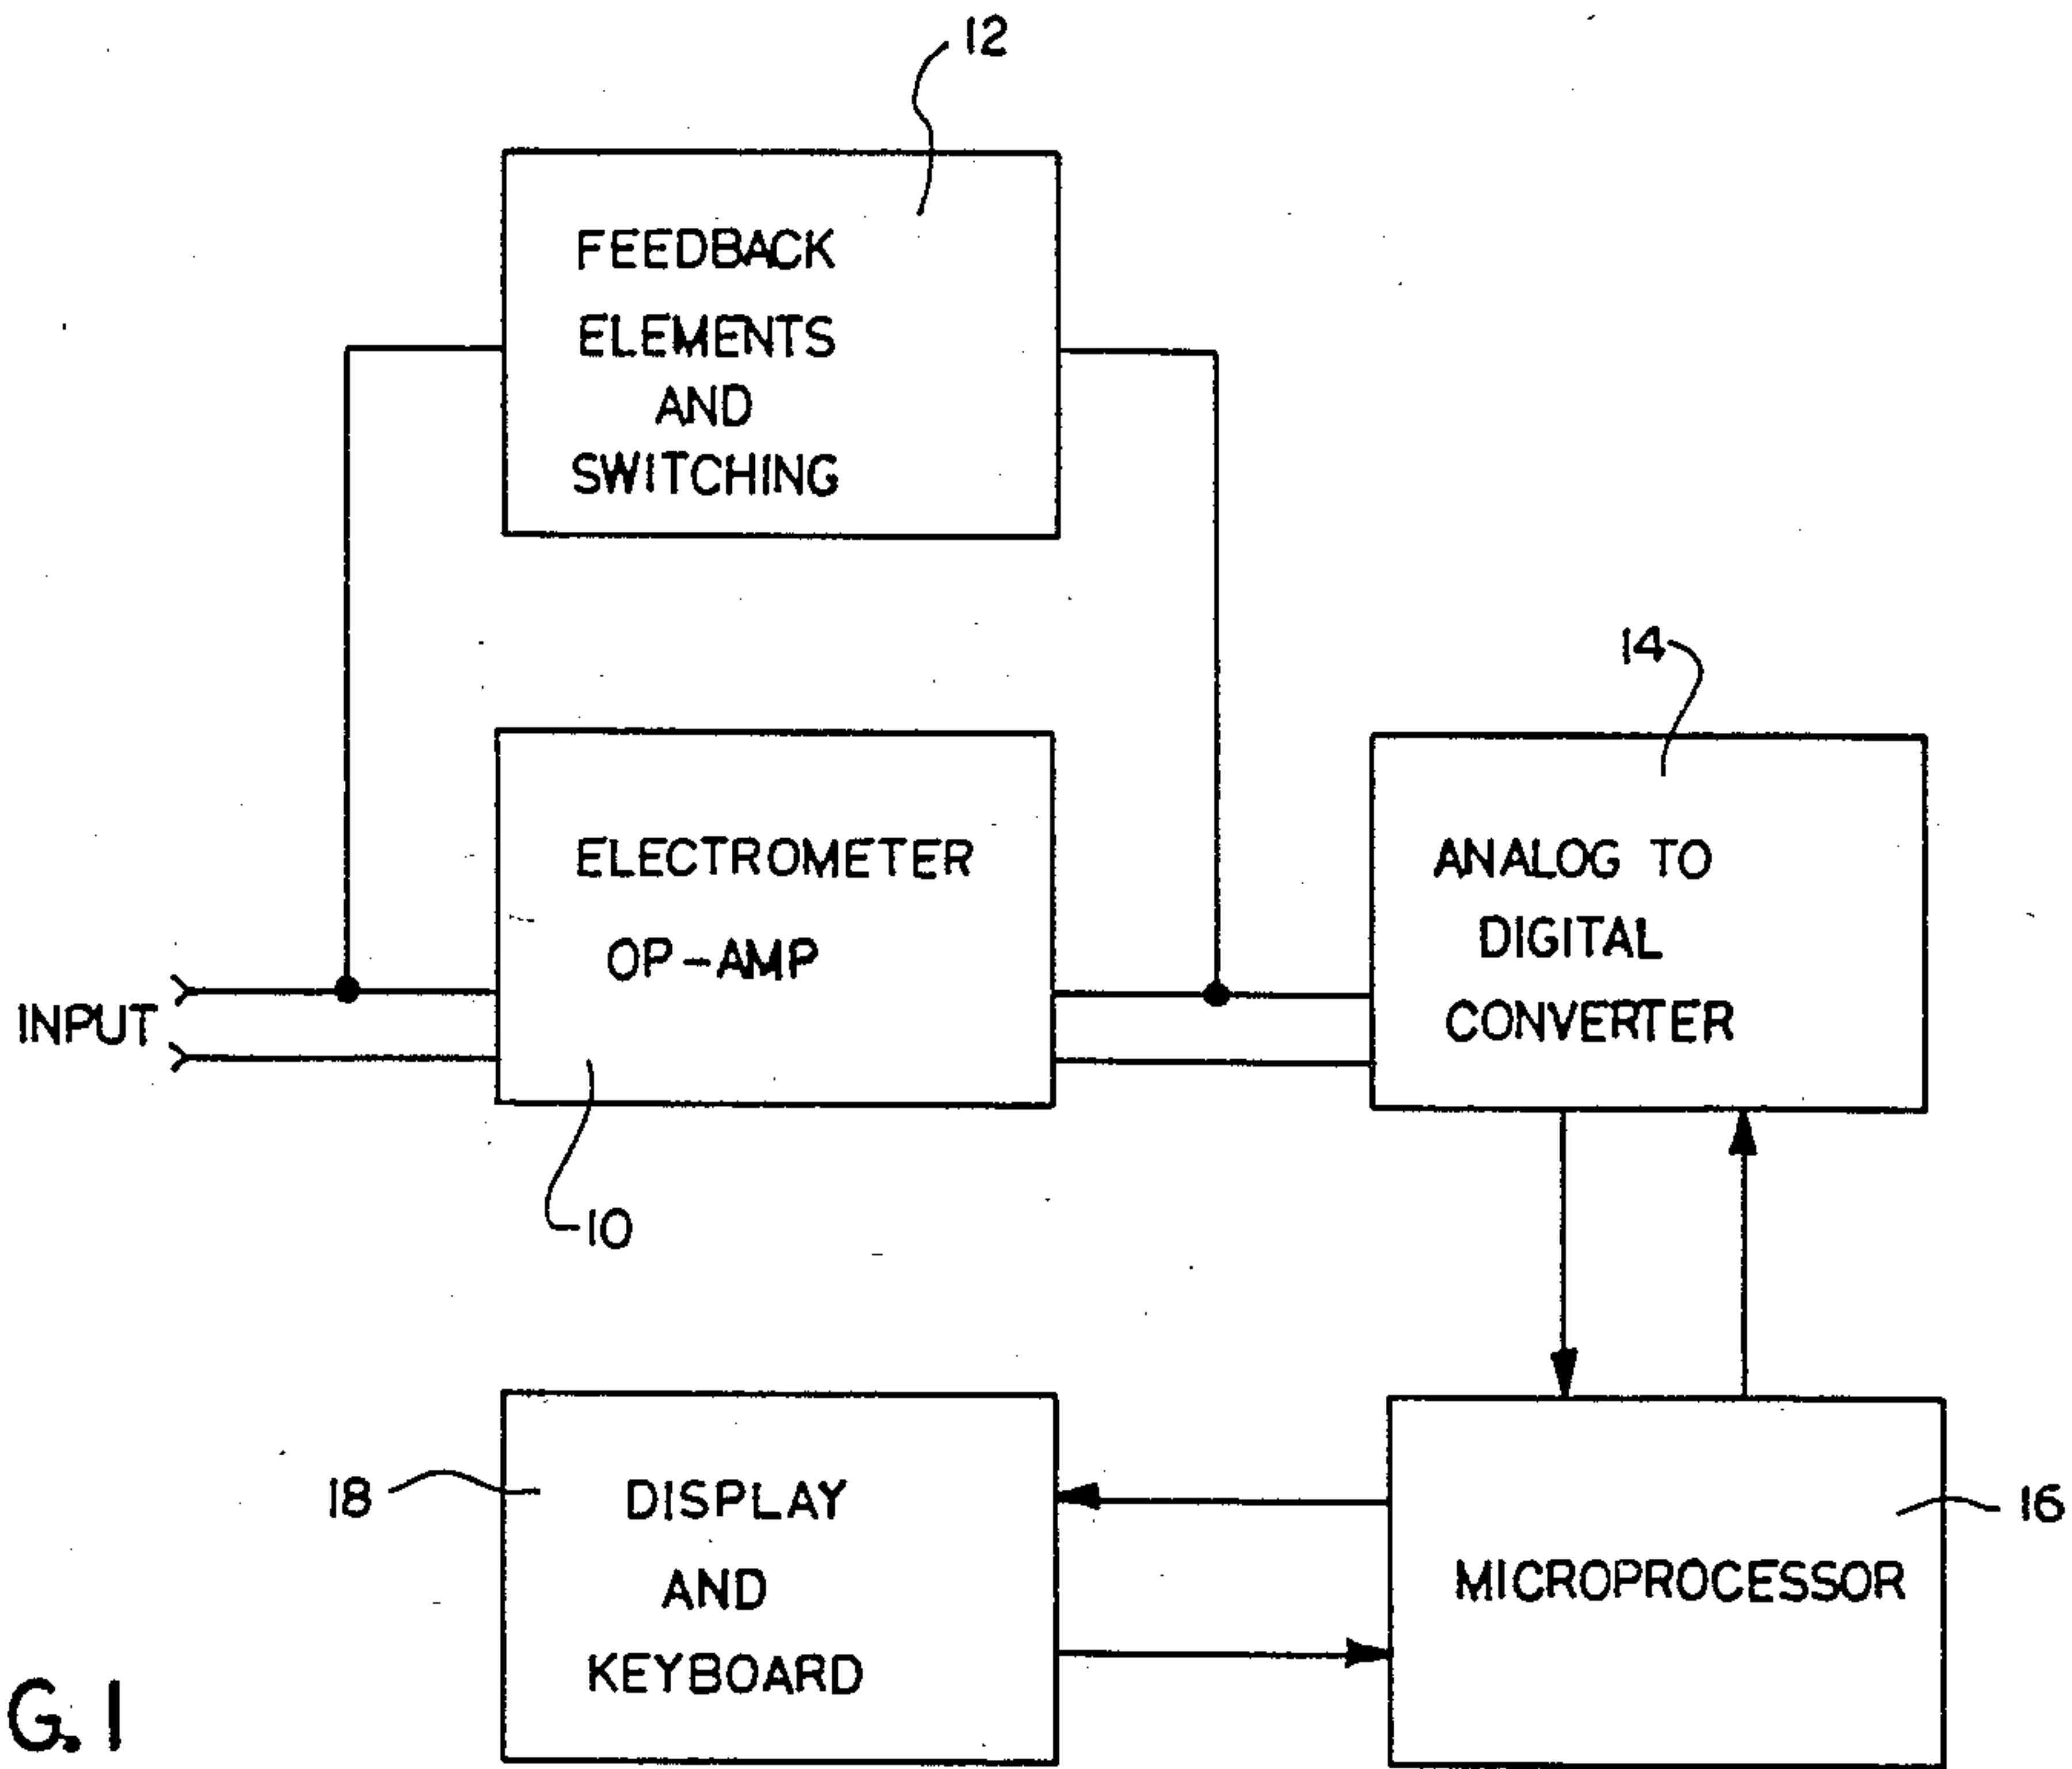 12
FEEDBACK
ELEMENTS
AND
SWITCHING
14
ELECTROMETER
OP-AMP
ANALOG TO
DIGITAL
CONVERTER
INPUT
10
18
DISPLAY
AND
KEYBOARD
16
MICROPROCESSOR
G. 1